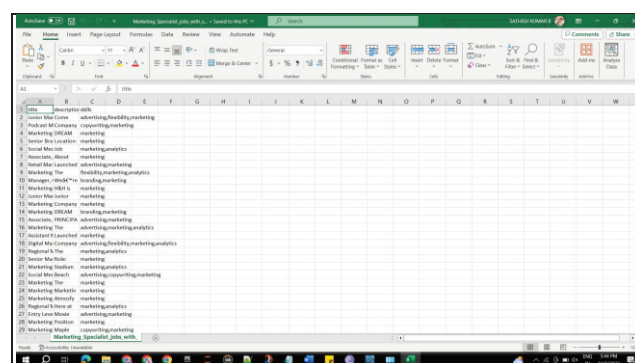 AutoSave Marketing_Specialist_jobs_with_s... • Saved to this PC Search SATHISH KUMAR R
File Home Insert Page Layout Formulas Data Review View Automate Help Comments Share
Calibri 11 Wrap Text General AutoSum
Paste Merge & Center Conditional Format as Cell Insert Delete Format Fill Sort & Find & Sensitivity Add-ins Analyze
Formatting Table Styles Clear Filter Select Data
Clipboard Font Alignment Number Styles Cells Editing Sensitivity Add-ins
A1 fx title
A B C D E F G H I J K L M N O P Q R S T U V W
1 title description skills
2 Junior Mar Come advertising,flexibility,marketing
3 Podcast M Company copywriting,marketing
4 Marketing DREAM marketing
5 Senior Bra Location marketing
6 Social Mec Job marketing,analytics
7 Associate, About marketing
8 Retail Mar Launched advertising,marketing
9 Marketing The flexibility,marketing,analytics
10 Manager, Weâ€™re branding,marketing
11 Marketing H&H is marketing
12 Junior Mar Junior marketing
13 Marketing Company marketing
14 Marketing DREAM branding,marketing
15 Associate, PRINCIPA advertising,marketing
16 Marketing The advertising,marketing,analytics
17 Assistant Launched marketing
18 Digital Ma Company advertising,flexibility,marketing,analytics
19 Regional M The marketing,analytics
20 Senior Ma Role: marketing
21 Marketing Stadium marketing,analytics
22 Social Mec Beach advertising,copywriting,marketing
23 Marketing The marketing
24 Marketing Marketin marketing
25 Marketing Almostly marketing
26 Regional M Here at marketing,analytics
27 Entry Leve Moxie advertising,marketing
28 Marketing Position marketing
29 Marketing Maple copywriting,marketing
Marketing_Specialist_jobs_with_
Ready Accessibility: Unavailable 100%
ENG 5:44 PM